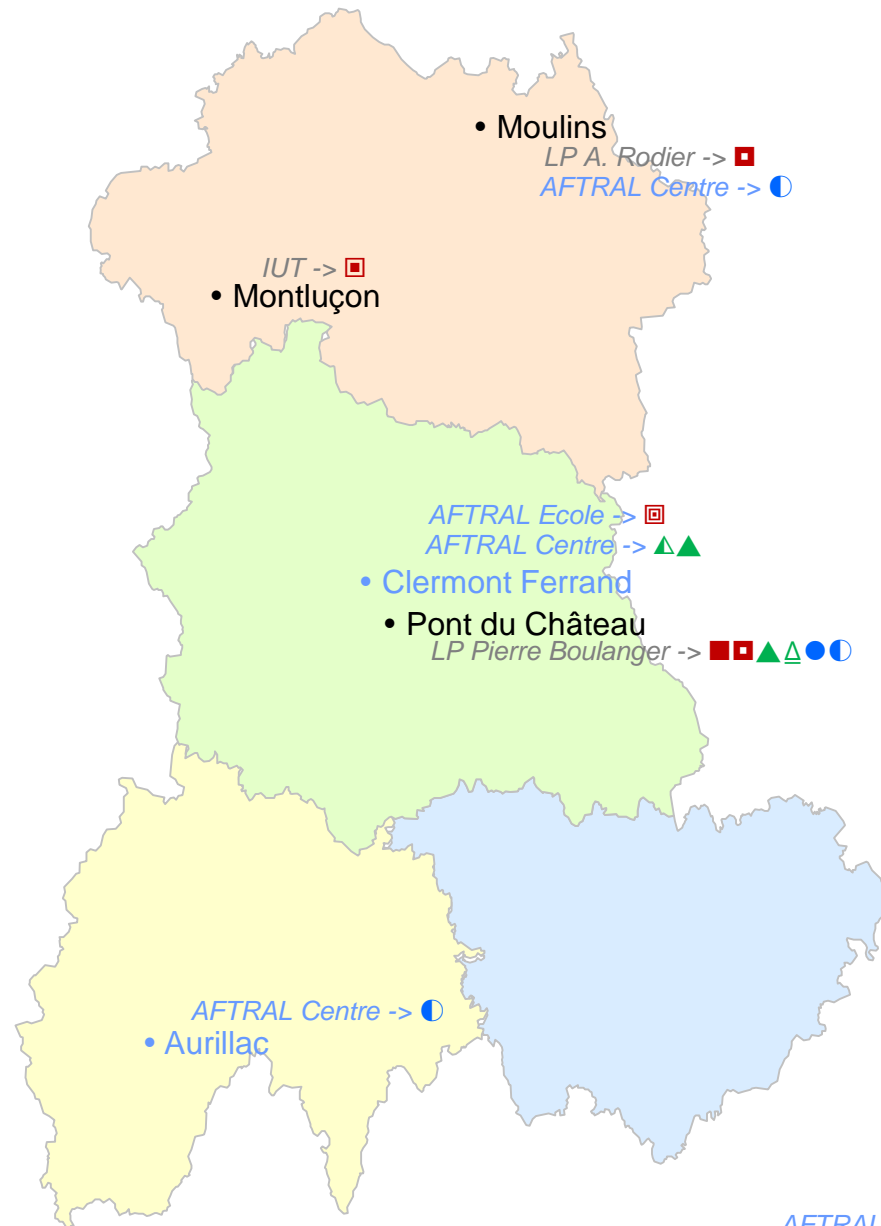 • Moulins
LP A. Rodier ->
AFTRAL Centre ->
IUT ->
• Montluçon
AFTRAL Ecole ->
AFTRAL Centre ->
• Clermont Ferrand
• Pont du Château
LP Pierre Boulanger ->
AFTRAL Centre ->
• Aurillac
AFTRAL